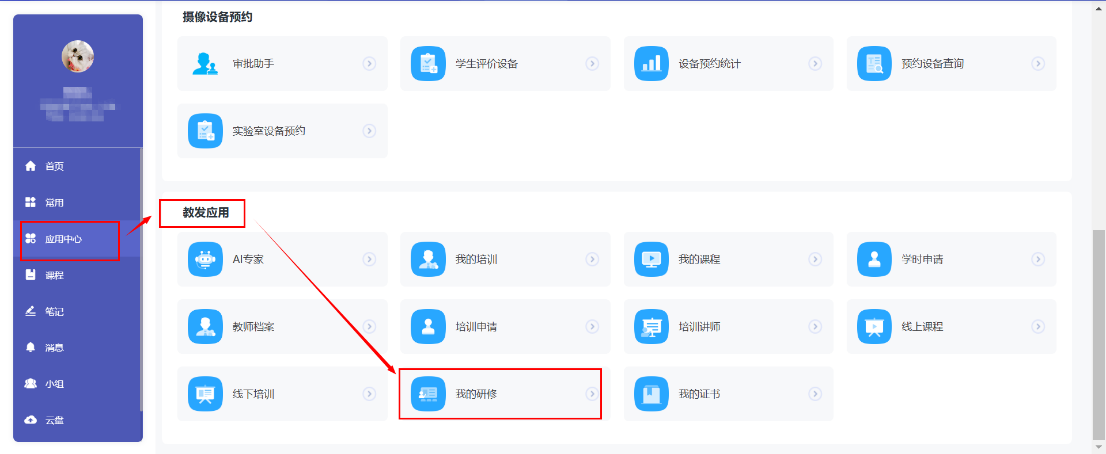 摄像设备预约
审批助手
学生评价设备
设备预约统计
预约设备查询
实验室设备预约
首页
常用
应用中心
课程
笔记
消息
小组
云盘
教发应用
AI专家
我的培训
我的课程
学时申请
教师档案
培训申请
培训讲师
线上课程
线下培训
我的研修
我的证书